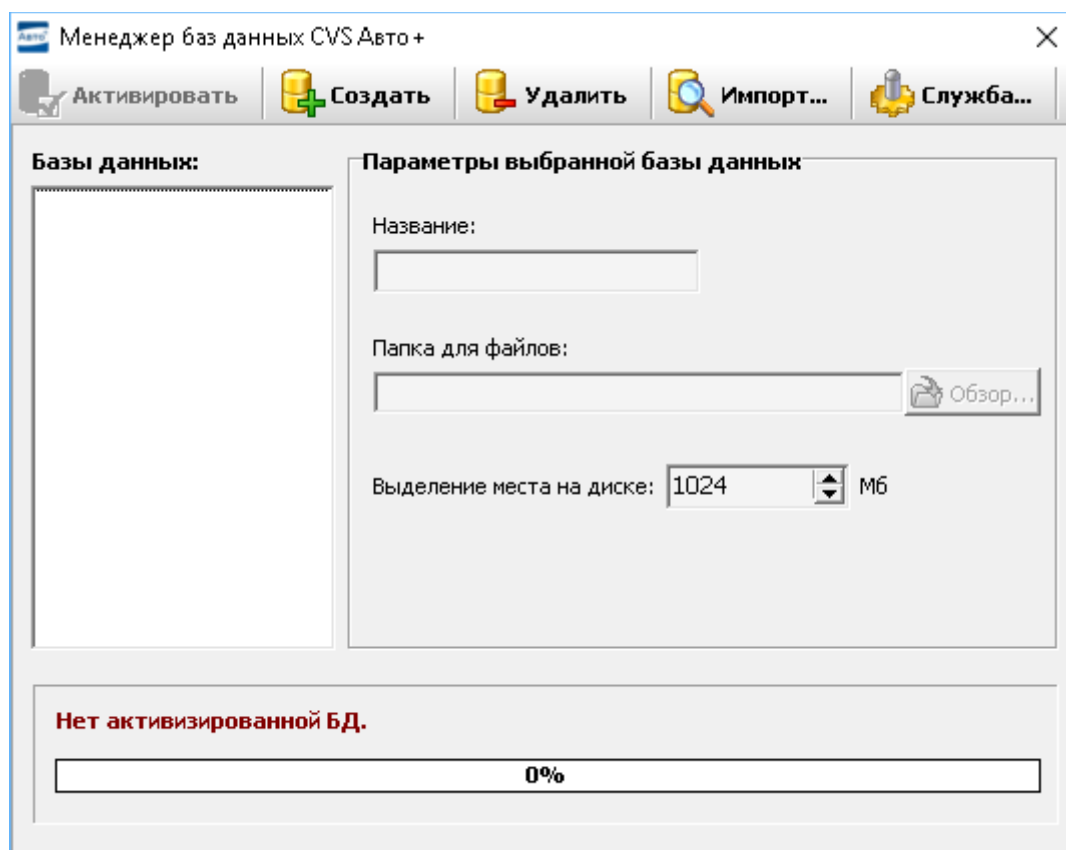 Авто+ Менеджер баз данных CVS Авто+
Активировать Создать Удалить Импорт... Служба...
Базы данных:
Параметры выбранной базы данных
Название:
Папка для файлов:
Обзор...
Выделение места на диске: 1024 Мб
Нет активизированной БД.
0%